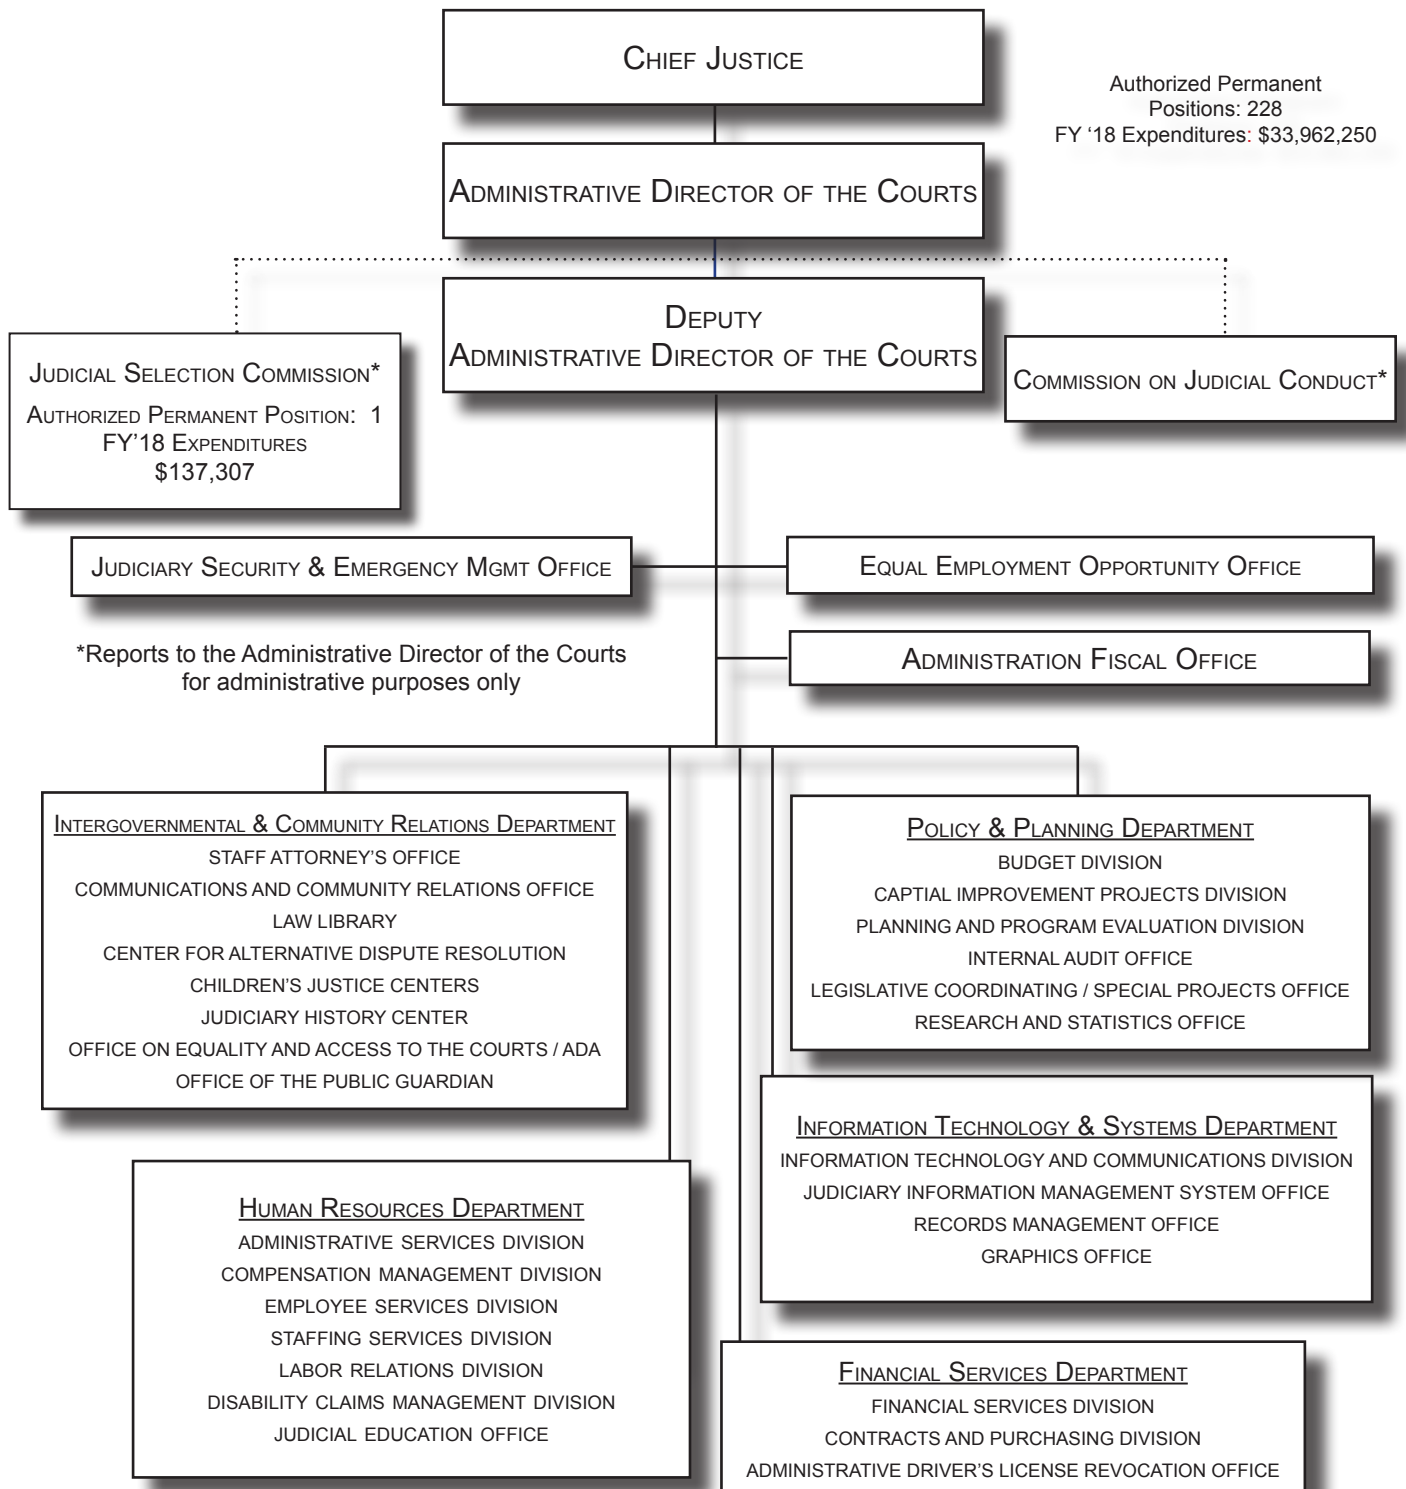 Chief Justice
Authorized Permanent
Positions: 228
FY ‘18 Expenditures: $33,962,250
Administrative Director of the Courts
Deputy
Administrative Director of the Courts
Judicial Selection Commission*
Authorized Permanent Position: 1
FY’18 Expenditures
$137,307
Commission on Judicial Conduct*
Judiciary Security & Emergency Mgmt Office
Equal Employment Opportunity Office
*Reports to the Administrative Director of the Courts
for administrative purposes only
Administration Fiscal Office
Intergovernmental & Community Relations Department
STAFF ATTORNEY’S OFFICE
COMMUNICATIONS AND COMMUNITY RELATIONS OFFICE
LAW LIBRARY
CENTER FOR ALTERNATIVE DISPUTE RESOLUTION
CHILDREN’S JUSTICE CENTERS
JUDICIARY HISTORY CENTER
OFFICE ON EQUALITY AND ACCESS TO THE COURTS / ADA
OFFICE OF THE PUBLIC GUARDIAN
Policy & Planning Department
BUDGET DIVISION
CAPTIAL IMPROVEMENT PROJECTS DIVISION
PLANNING AND PROGRAM EVALUATION DIVISION
INTERNAL AUDIT OFFICE
LEGISLATIVE COORDINATING / SPECIAL PROJECTS OFFICE
RESEARCH AND STATISTICS OFFICE
Information Technology & Systems Department
INFORMATION TECHNOLOGY AND COMMUNICATIONS DIVISION
JUDICIARY INFORMATION MANAGEMENT SYSTEM OFFICE
RECORDS MANAGEMENT OFFICE
GRAPHICS OFFICE
Human Resources Department
ADMINISTRATIVE SERVICES DIVISION
COMPENSATION MANAGEMENT DIVISION
EMPLOYEE SERVICES DIVISION
STAFFING SERVICES DIVISION
LABOR RELATIONS DIVISION
DISABILITY CLAIMS MANAGEMENT DIVISION
JUDICIAL EDUCATION OFFICE
Financial Services Department
FINANCIAL SERVICES DIVISION
CONTRACTS AND PURCHASING DIVISION
ADMINISTRATIVE DRIVER’S LICENSE REVOCATION OFFICE